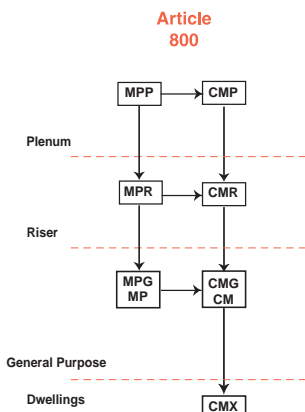 Article
800
MPP CMP
Plenum
MPR CMR
Riser
MPG CMG
MP CM
General Purpose
Dwellings
CMX